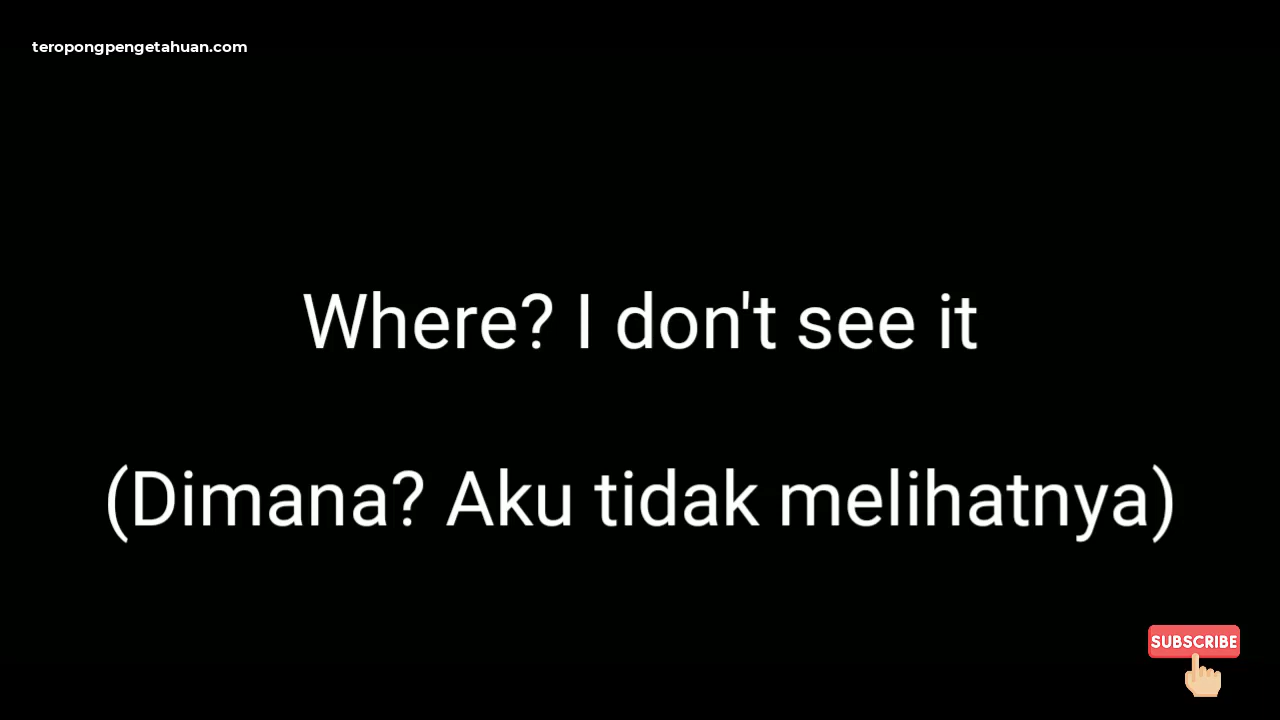 teropongpengetahuan.com
Where? I don't see it
(Dimana? Aku tidak melihatnya)
SUBSCRIBE